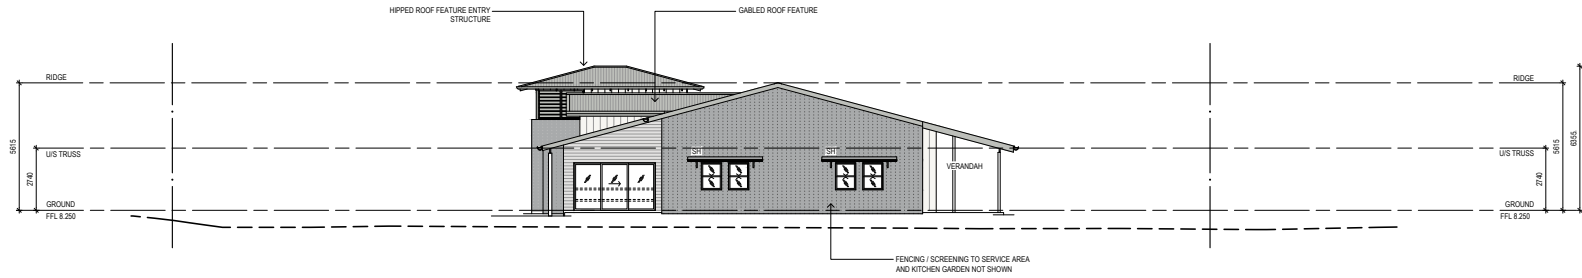 HIPPED ROOF FEATURE ENTRY
STRUCTURE
GABLED ROOF FEATURE
RIDGE
RIDGE
5615
U/S TRUSS
2740
GROUND
FFL 8.250
SH
SH
VERANDAH
U/S TRUSS
2740
5615
6355
GROUND
FFL 8.250
FENCING / SCREENING TO SERVICE AREA
AND KITCHEN GARDEN NOT SHOWN